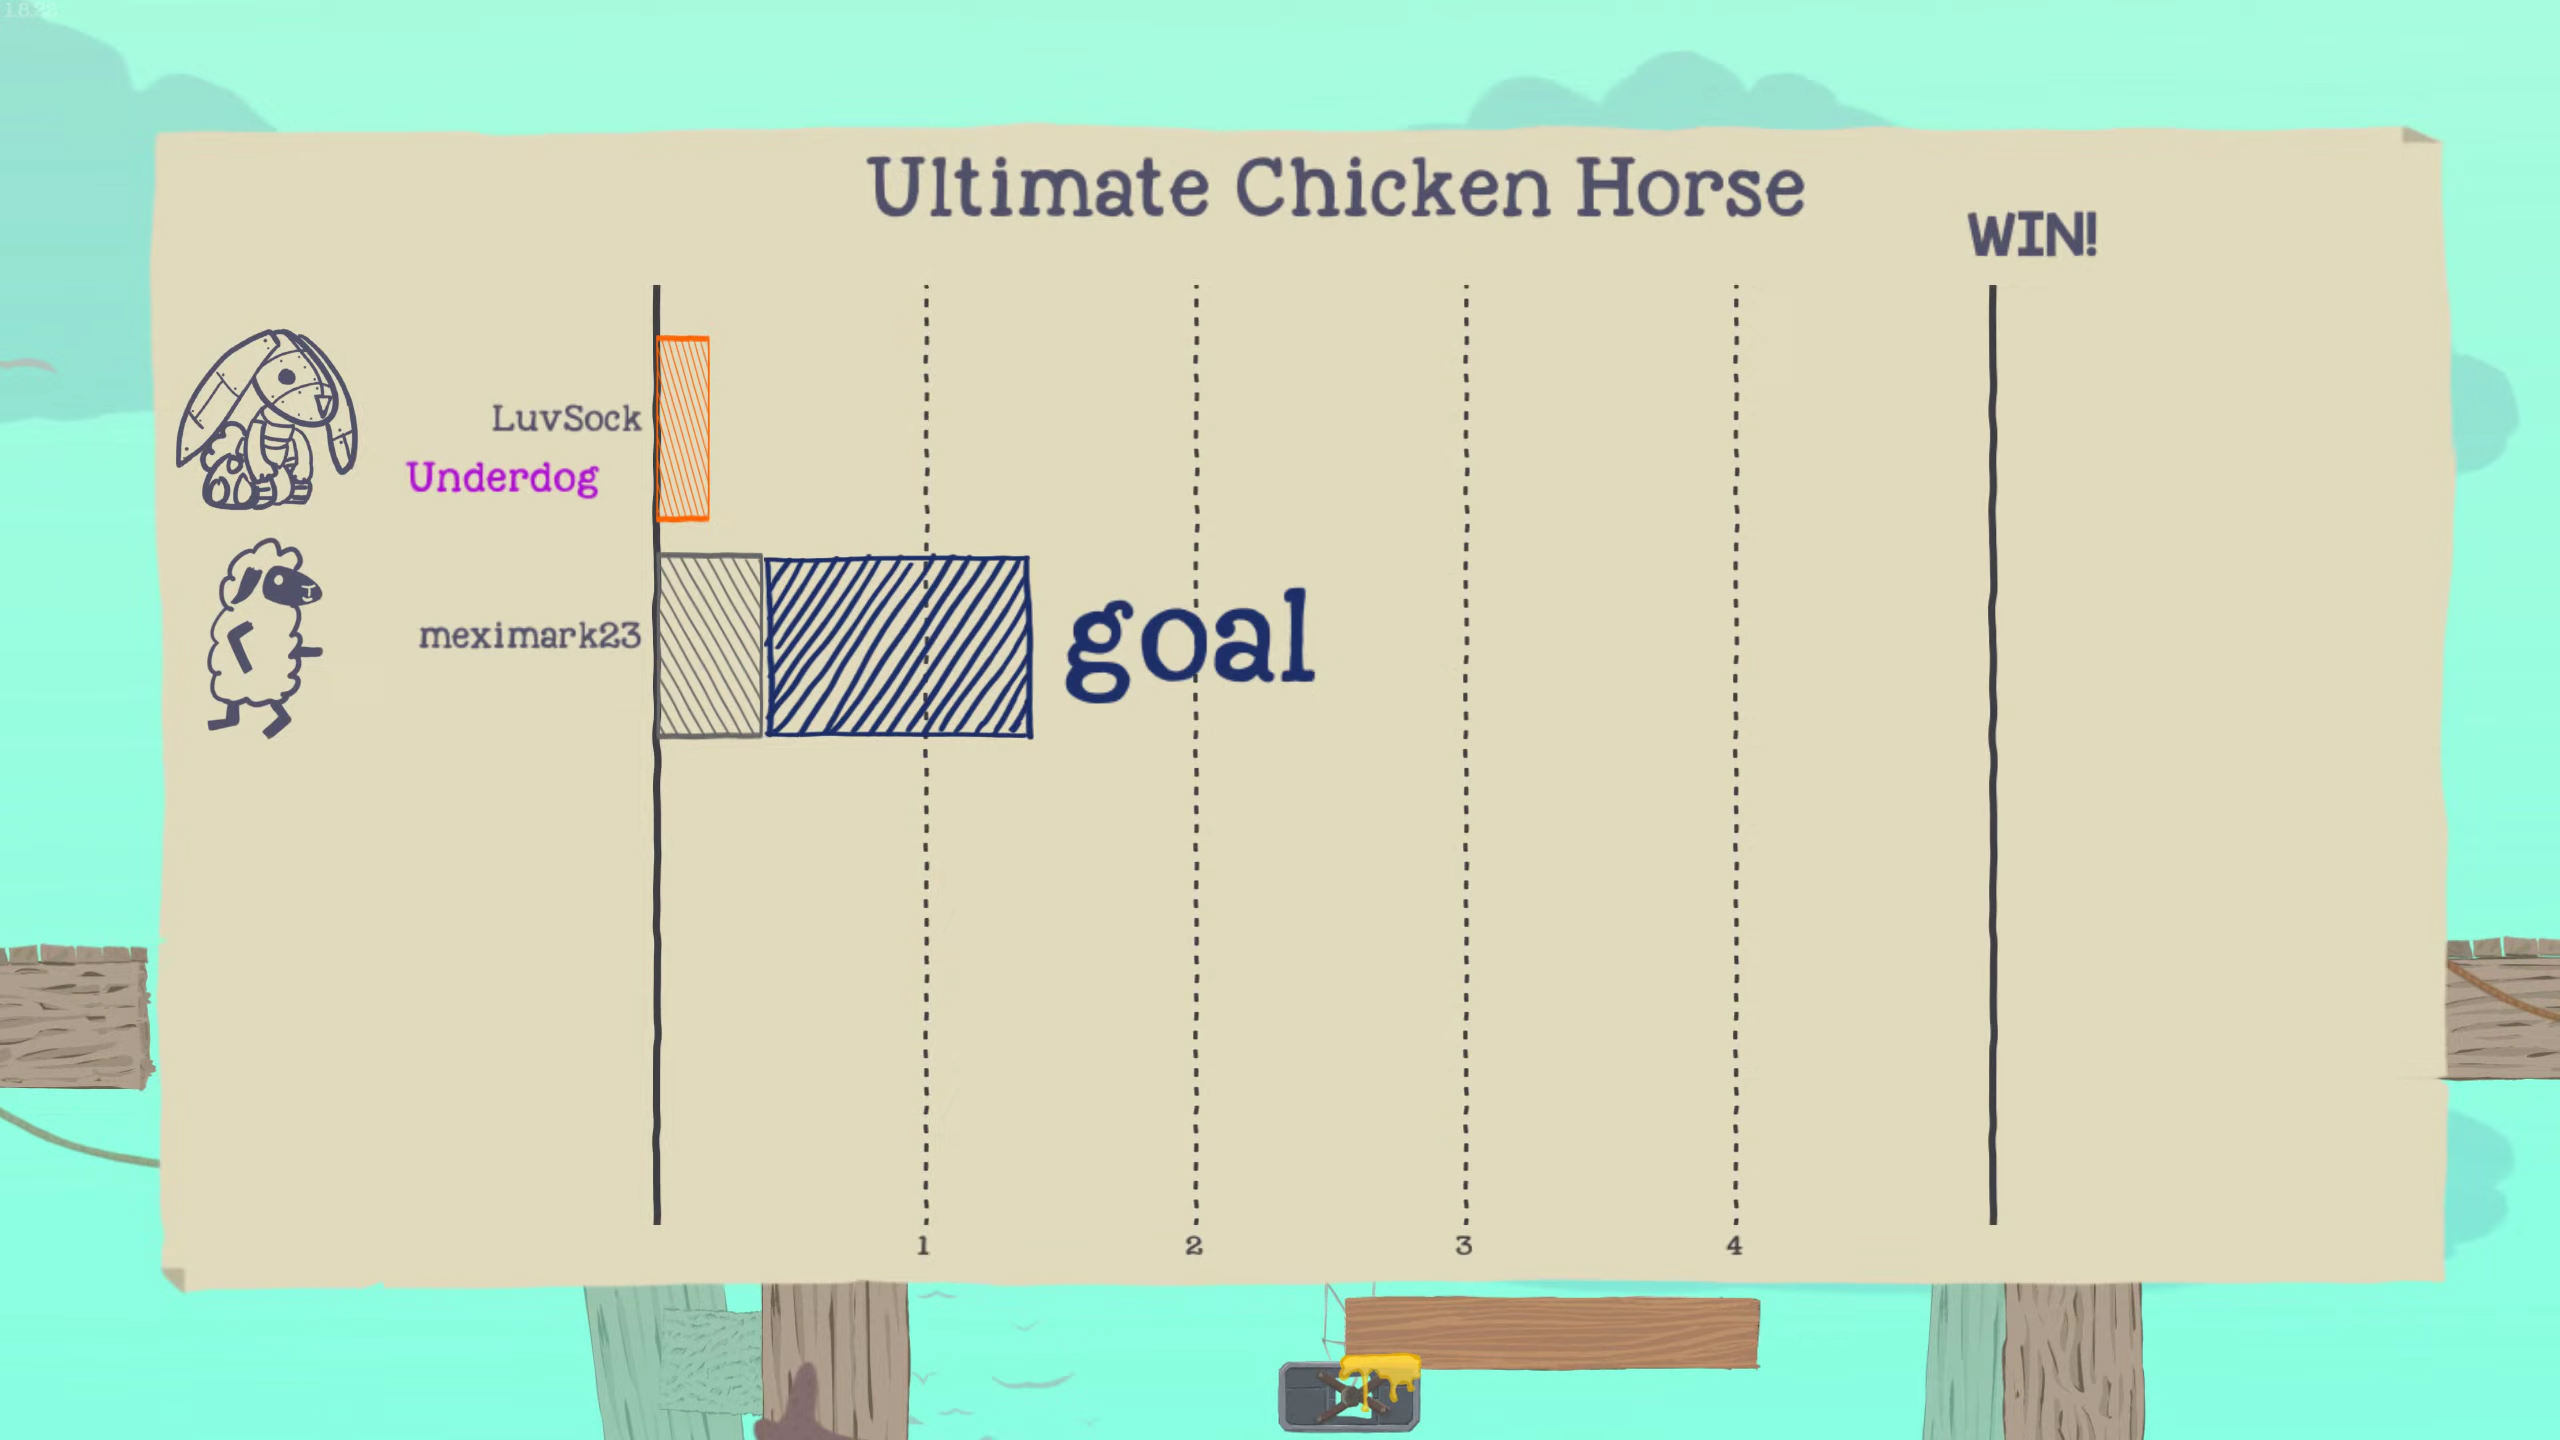 Ultimate Chicken Horse
WIN!
LuvSock
Underdog
meximark23
goal
1 2 3 4